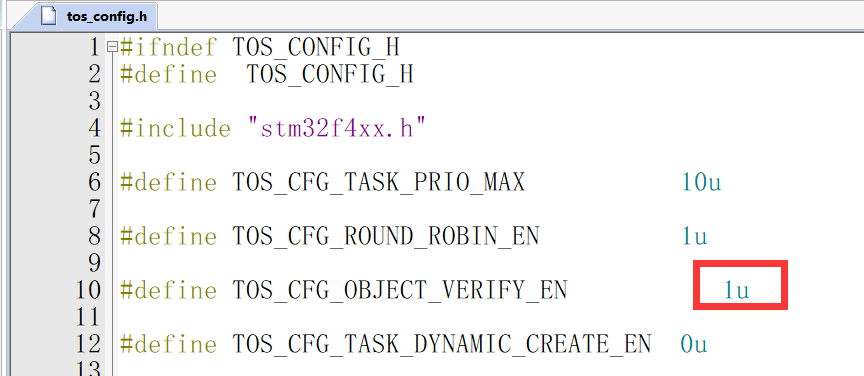 tos_config.h
1 #ifndef TOS_CONFIG_H
2 #define  TOS_CONFIG_H
3
4 #include "stm32f4xx.h"
5
6 #define TOS_CFG_TASK_PRIO_MAX 10u
7
8 #define TOS_CFG_ROUND_ROBIN_EN 1u
9
10 #define TOS_CFG_OBJECT_VERIFY_EN 1u
11
12 #define TOS_CFG_TASK_DYNAMIC_CREATE_EN 0u
13